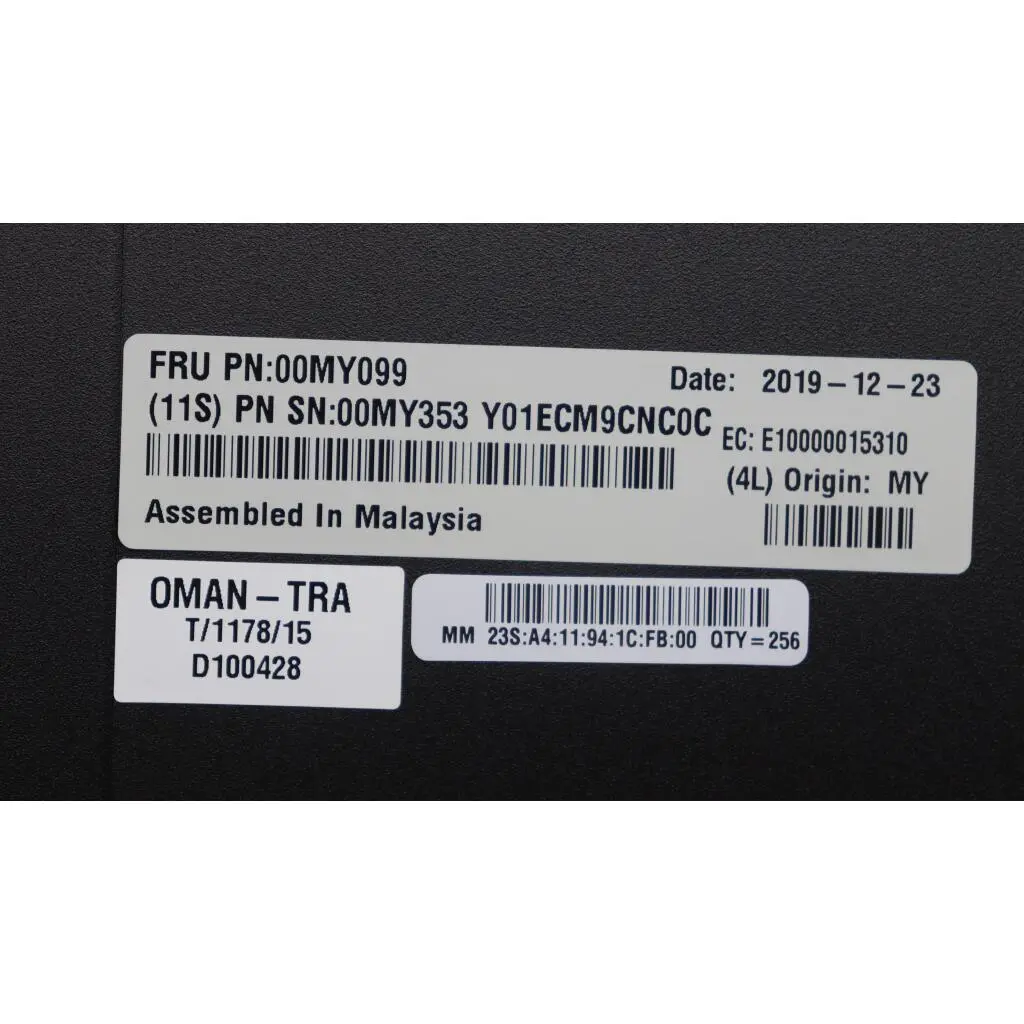 FRU PN:00MY099
Date: 2019-12-23
(11S) PN SN:00MY353 Y01ECM9CNC0C
EC: E10000015310
(4L) Origin: MY
Assembled In Malaysia
OMAN-TRA
T/1178/15
D100428
MM 23S:A4:11:94:1C:FB:00 QTY=256